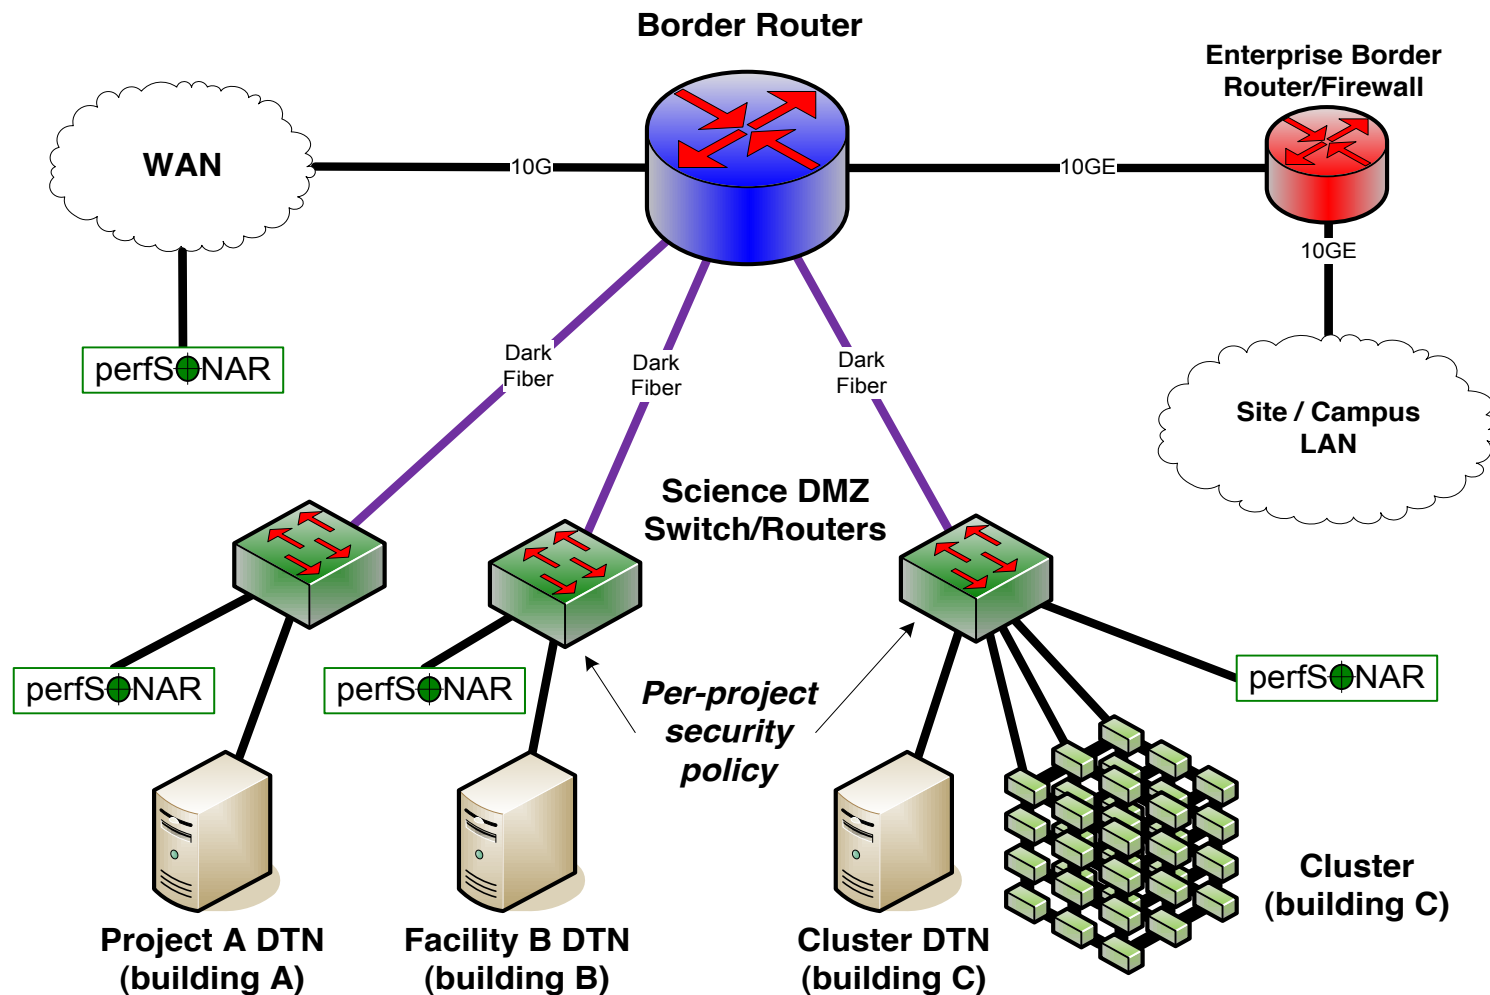 Border Router
Enterprise Border
Router/Firewall
WAN
10G
10GE
10GE
perfSONAR
Dark
Fiber
Dark
Fiber
Dark
Fiber
Site / Campus
LAN
Science DMZ
Switch/Routers
perfSONAR
perfSONAR
perfSONAR
Per-project
security
policy
Project A DTN
(building A)
Facility B DTN
(building B)
Cluster DTN
(building C)
Cluster
(building C)